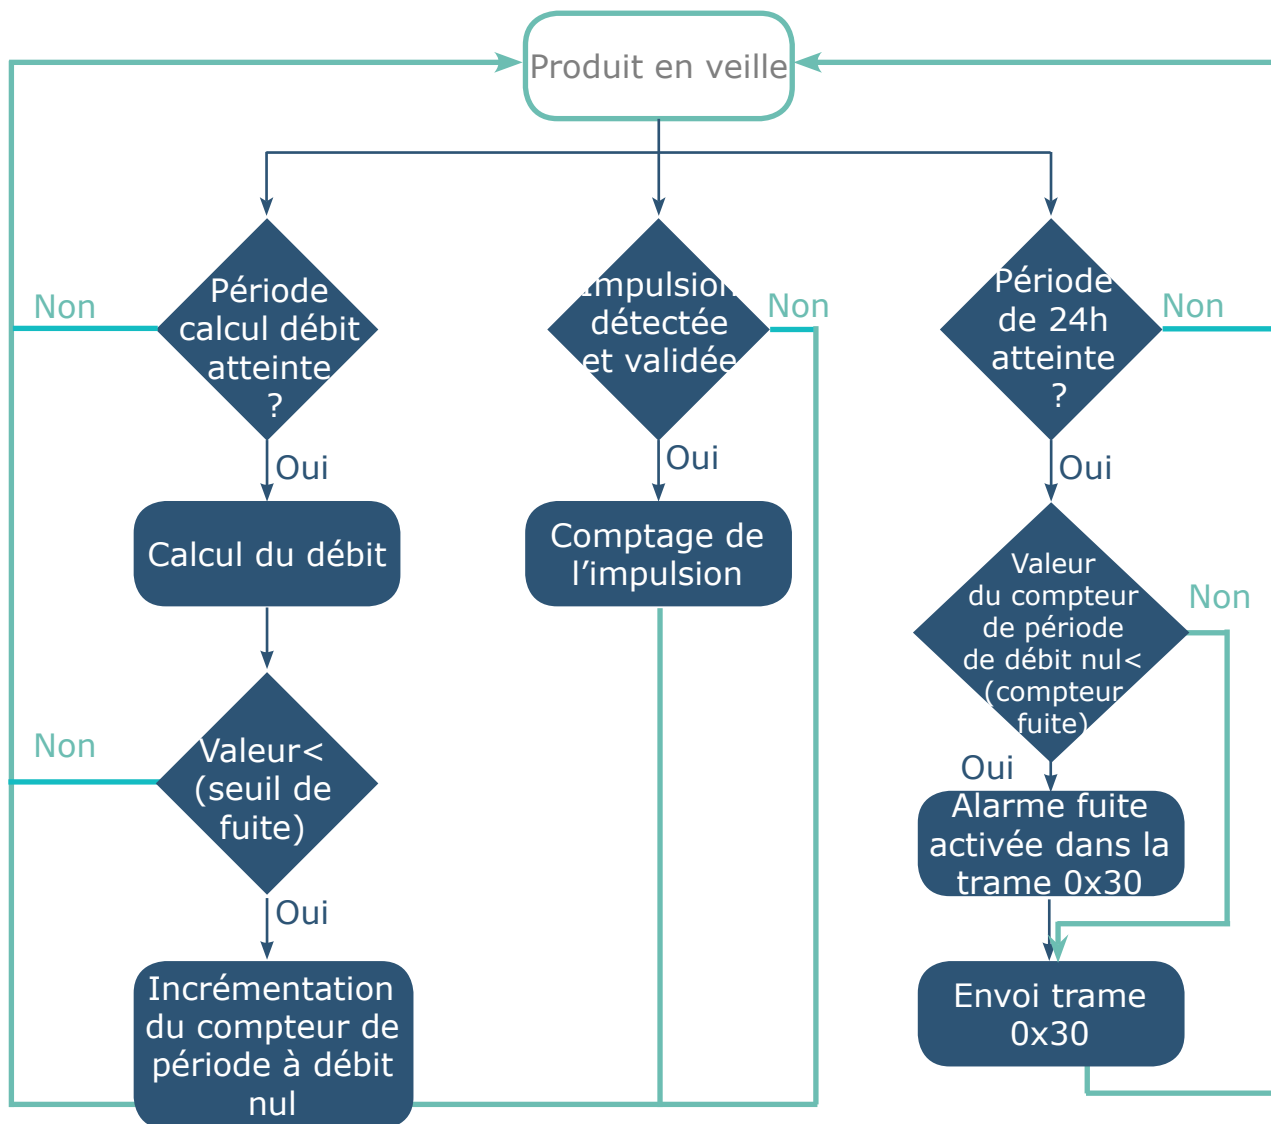 Produit en veille
Non
Période
calcul débit
atteinte
?
Impulsion
détectée
et validée
Non
Période
de 24h
atteinte
?
Non
Oui
Oui
Oui
Calcul du débit
Comptage de
l’impulsion
Valeur
du compteur
de période
de débit nul<
(compteur
fuite)
Non
Non
Valeur<
(seuil de
fuite)
Oui
Alarme fuite
activée dans la
trame 0x30
Oui
Incrémentation
du compteur de
période à débit
nul
Envoi trame
0x30